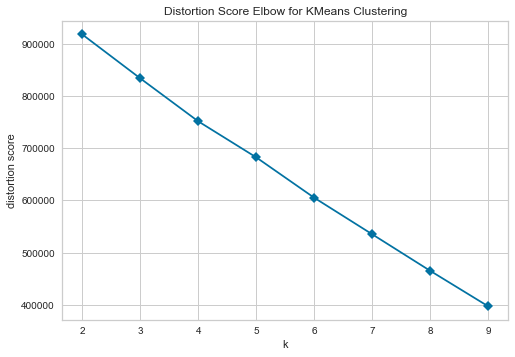 Distortion Score Elbow for KMeans Clustering
900000
800000
700000
600000
500000
400000
distortion score
2 3 4 5 6 7 8 9
k